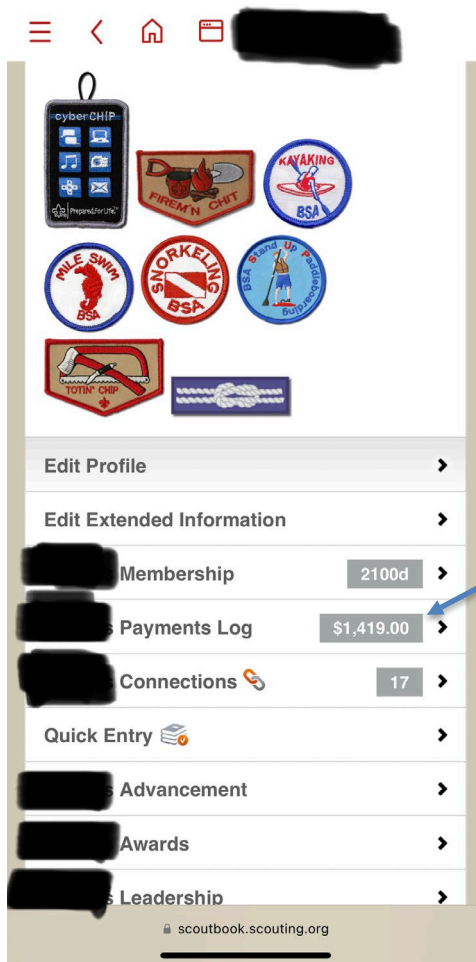 cyberCHIP
Prepared. For Life.™
FIREM'N CHIT
KAYAKING
BSA
MILE SWIM
BSA
SNORKELING
BSA
BSA Stand Up Paddleboarding
TOTIN' CHIP
Edit Profile
Edit Extended Information
Membership 2100d
s Payments Log $1,419.00
s Connections 17
Quick Entry
s Advancement
Awards
s Leadership
scoutbook.scouting.org